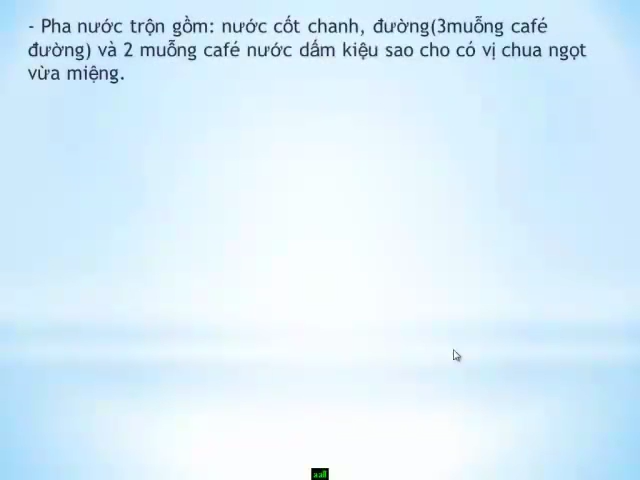 - Pha nước trộn gồm: nước cốt chanh, đường(3muỗng café
đường) và 2 muỗng café nước dấm kiệu sao cho có vị chua ngọt
vừa miệng.